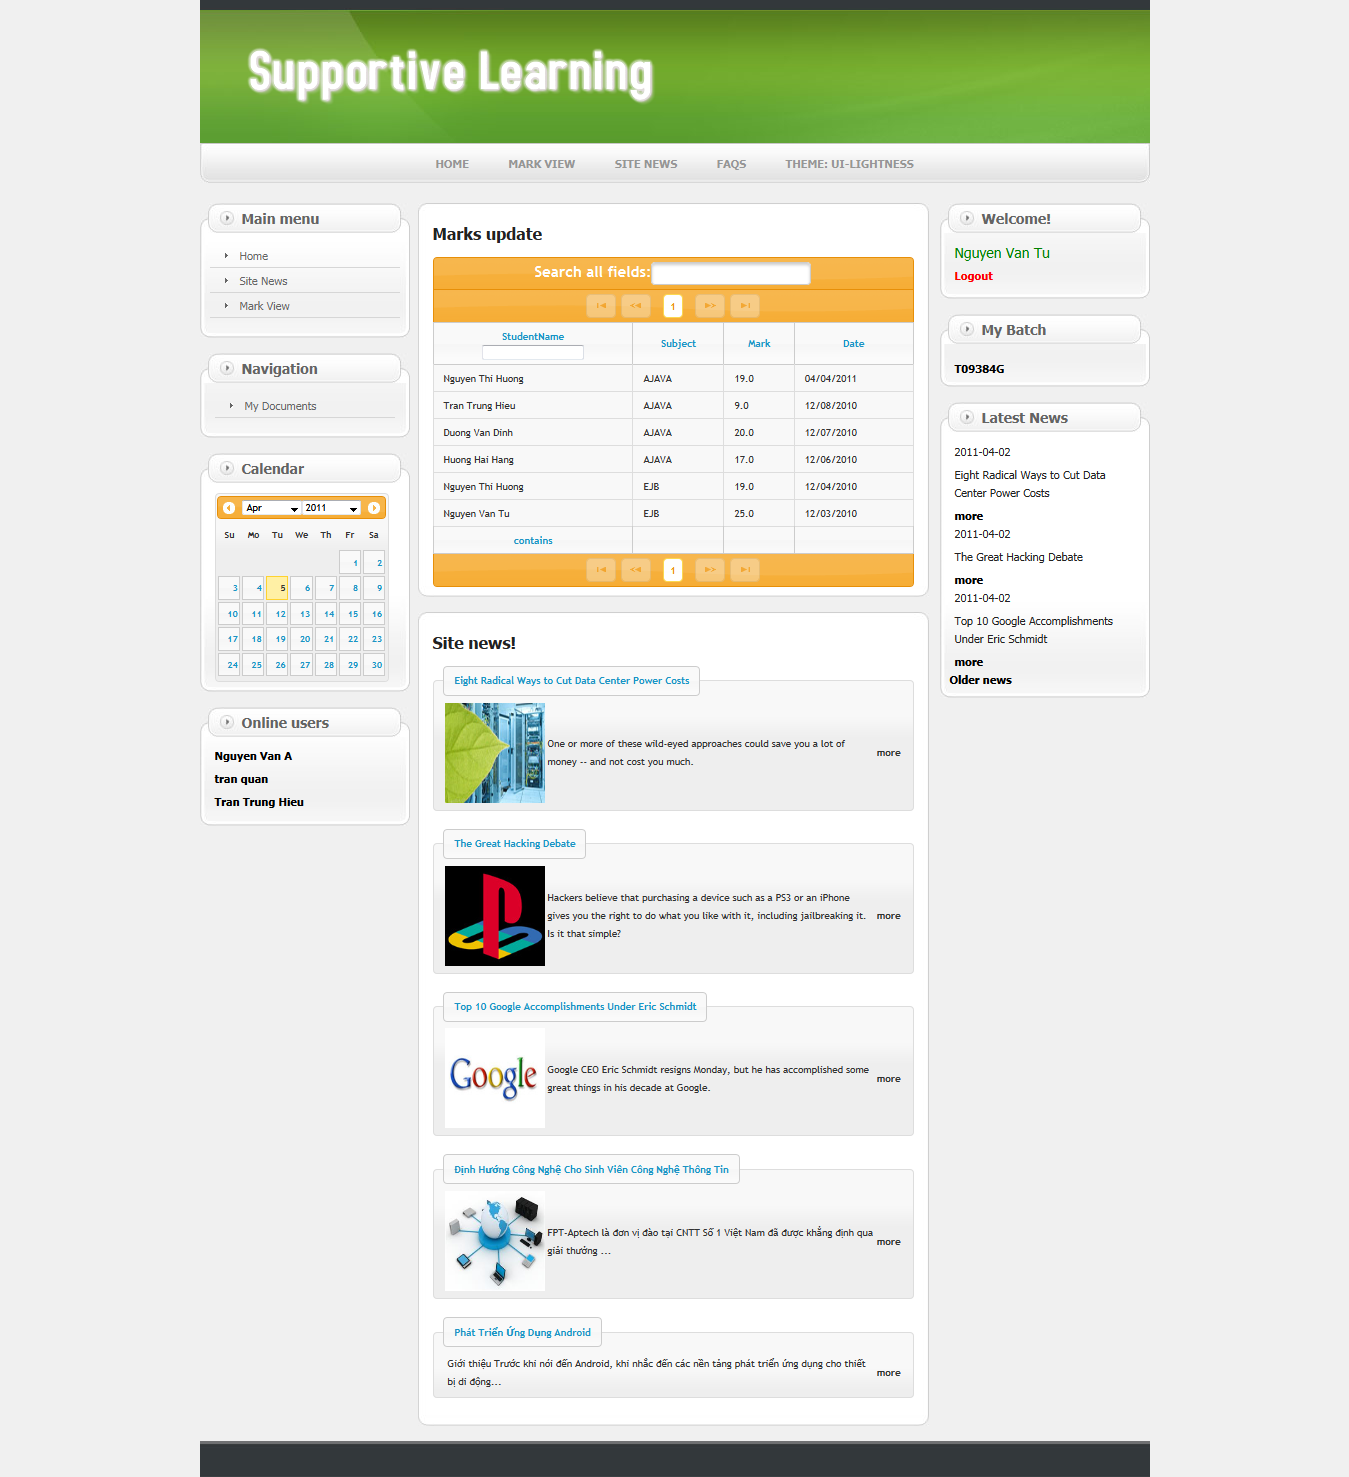 Supportive Learning
HOME MARK VIEW SITE NEWS FAQS THEME: UI-LIGHTNESS
Main menu
Home
Site News
Mark View
Navigation
My Documents
Calendar
Apr 2011
Su Mo Tu We Th Fr Sa
1 2
3 4 5 6 7 8 9
10 11 12 13 14 15 16
17 18 19 20 21 22 23
24 25 26 27 28 29 30
Online users
Nguyen Van A
tran quan
Tran Trung Hieu
Marks update
Search all fields:
1
StudentName Subject Mark Date
Nguyen Thi Huong AJAVA 19.0 04/04/2011
Tran Trung Hieu AJAVA 9.0 12/08/2010
Duong Van Dinh AJAVA 20.0 12/07/2010
Huong Hai Hang AJAVA 17.0 12/06/2010
Nguyen Thi Huong EJB 19.0 12/04/2010
Nguyen Van Tu EJB 25.0 12/03/2010
contains
1
Site news!
Eight Radical Ways to Cut Data Center Power Costs
One or more of these wild-eyed approaches could save you a lot of
money -- and not cost you much.
more
The Great Hacking Debate
Hackers believe that purchasing a device such as a PS3 or an iPhone
gives you the right to do what you like with it, including jailbreaking it.
Is it that simple?
more
Top 10 Google Accomplishments Under Eric Schmidt
Google
Google CEO Eric Schmidt resigns Monday, but he has accomplished some
great things in his decade at Google.
more
Định Hướng Công Nghệ Cho Sinh Viên Công Nghệ Thông Tin
FPT-Aptech là đơn vị đào tại CNTT Số 1 Việt Nam đã được khẳng định qua
giải thưởng ...
more
Phát Triển Ứng Dụng Android
Giới thiệu Trước khi nói đến Android, khi nhắc đến các nền tảng phát triển ứng dụng cho thiết
bị di động...
more
Welcome!
Nguyen Van Tu
Logout
My Batch
T09384G
Latest News
2011-04-02
Eight Radical Ways to Cut Data
Center Power Costs
more
2011-04-02
The Great Hacking Debate
more
2011-04-02
Top 10 Google Accomplishments
Under Eric Schmidt
more
Older news